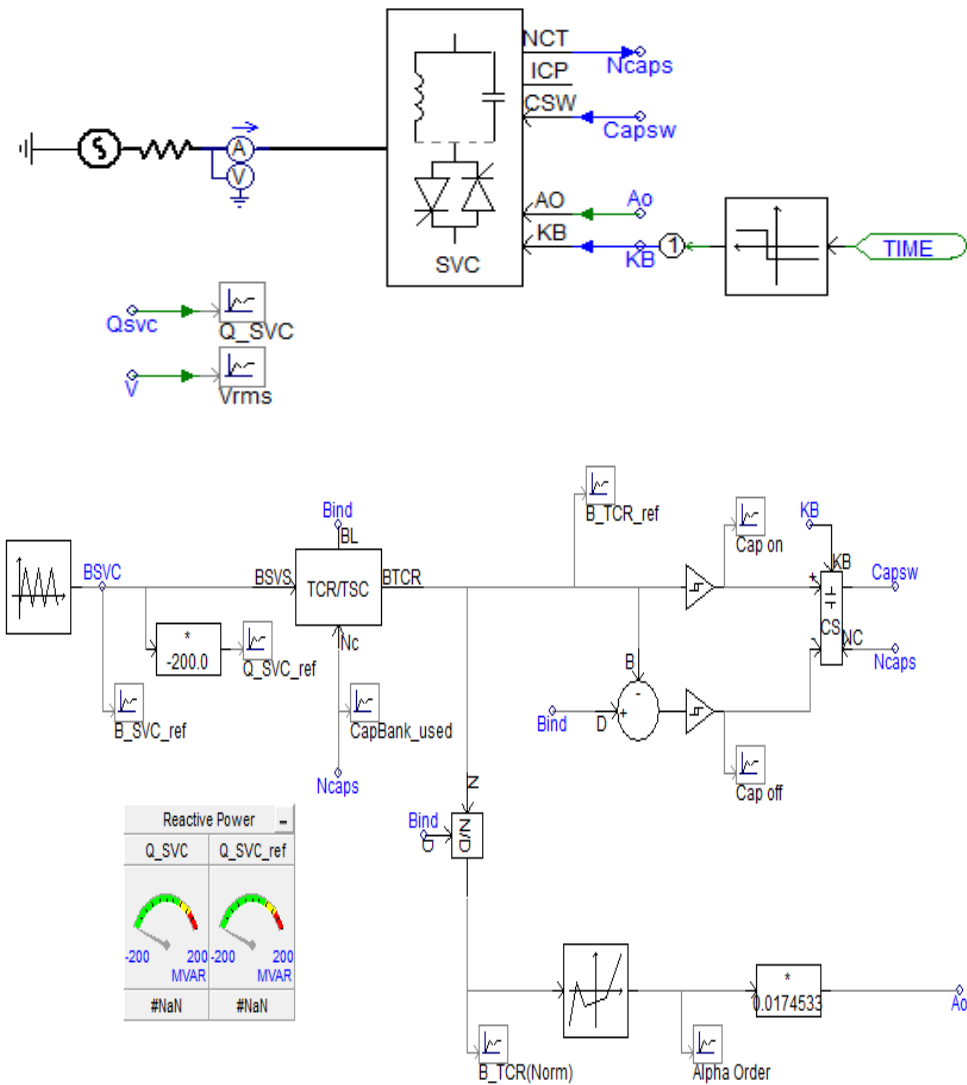 NCT
Ncaps
ICP
CSW
Capsw
A
V
AO
Ao
KB
KB
1
TIME
SVC
Qsvc
Q_SVC
V
Vrms
B_TCR_ref
Bind
BL
Cap on
KB
BSVC
BSVS
TCR/TSC
BTCR
KB
Capsw
+
CS
*
-200.0
Q_SVC_ref
Nc
NC
-
Ncaps
B
-
B_SVC_ref
CapBank_used
Bind
D
+
Cap off
Ncaps
N
Bind
D
N/D
Reactive Power
Q_SVC
Q_SVC_ref
-200
200
-200
200
MVAR
MVAR
#NaN
#NaN
*
0.0174533
Ao
B_TCR(Norm)
Alpha Order